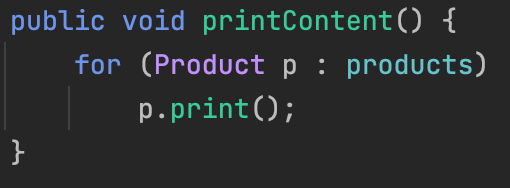 public void printContent() {
    for (Product p : products)
        p.print();
}